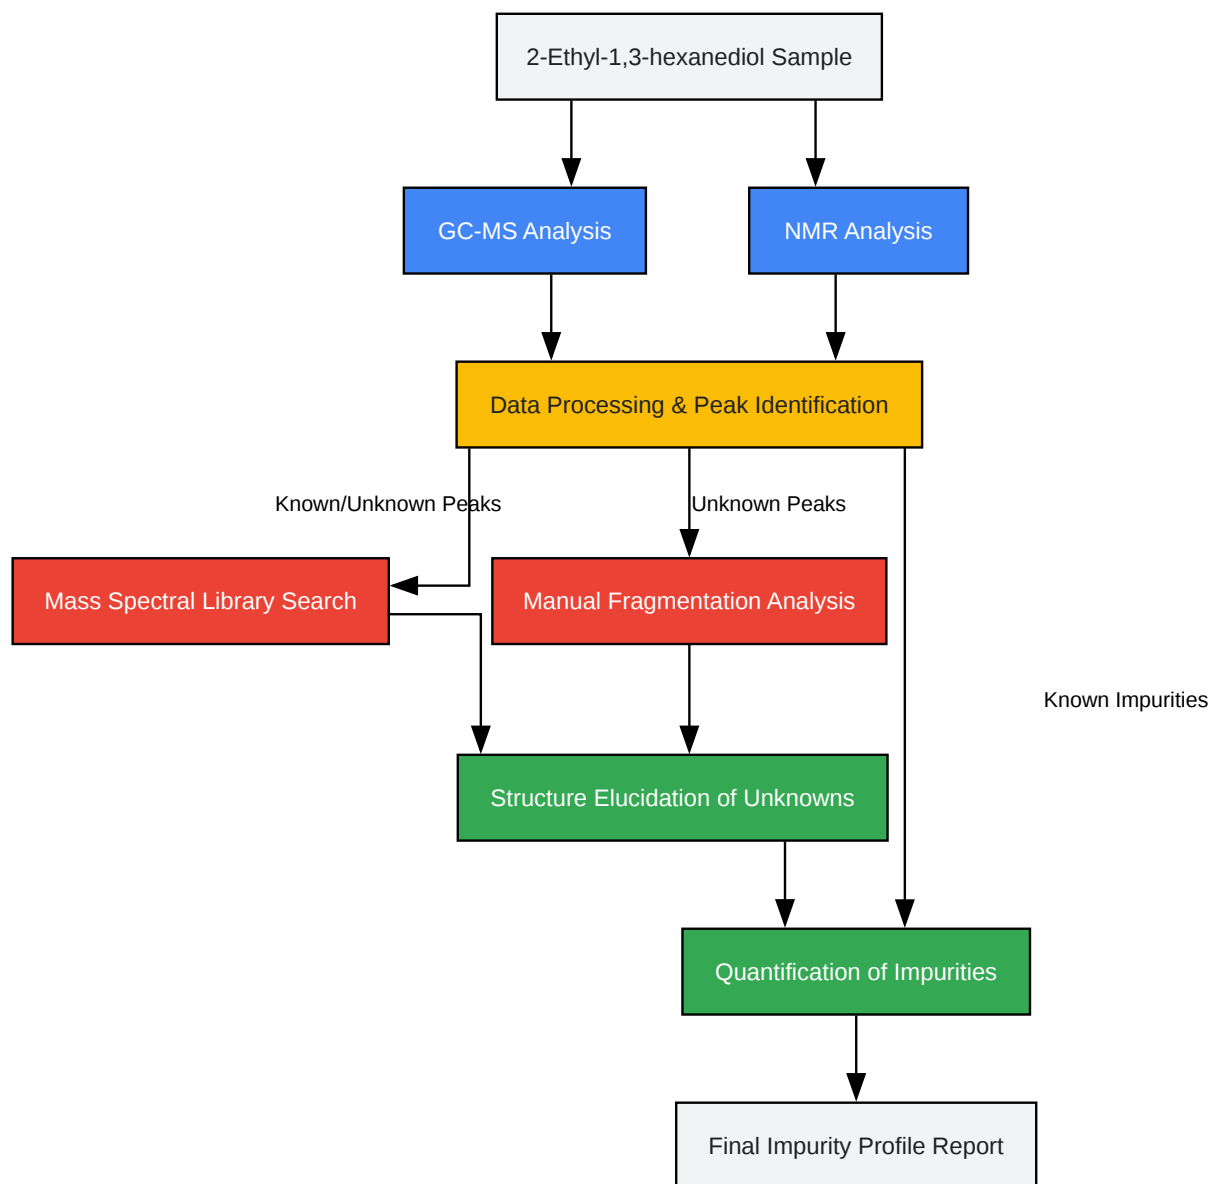 2-Ethyl-1,3-hexanediol Sample
GC-MS Analysis
NMR Analysis
Data Processing & Peak Identification
Known/Unknown Peaks
Unknown Peaks
Mass Spectral Library Search
Manual Fragmentation Analysis
Known Impurities
Structure Elucidation of Unknowns
Quantification of Impurities
Final Impurity Profile Report